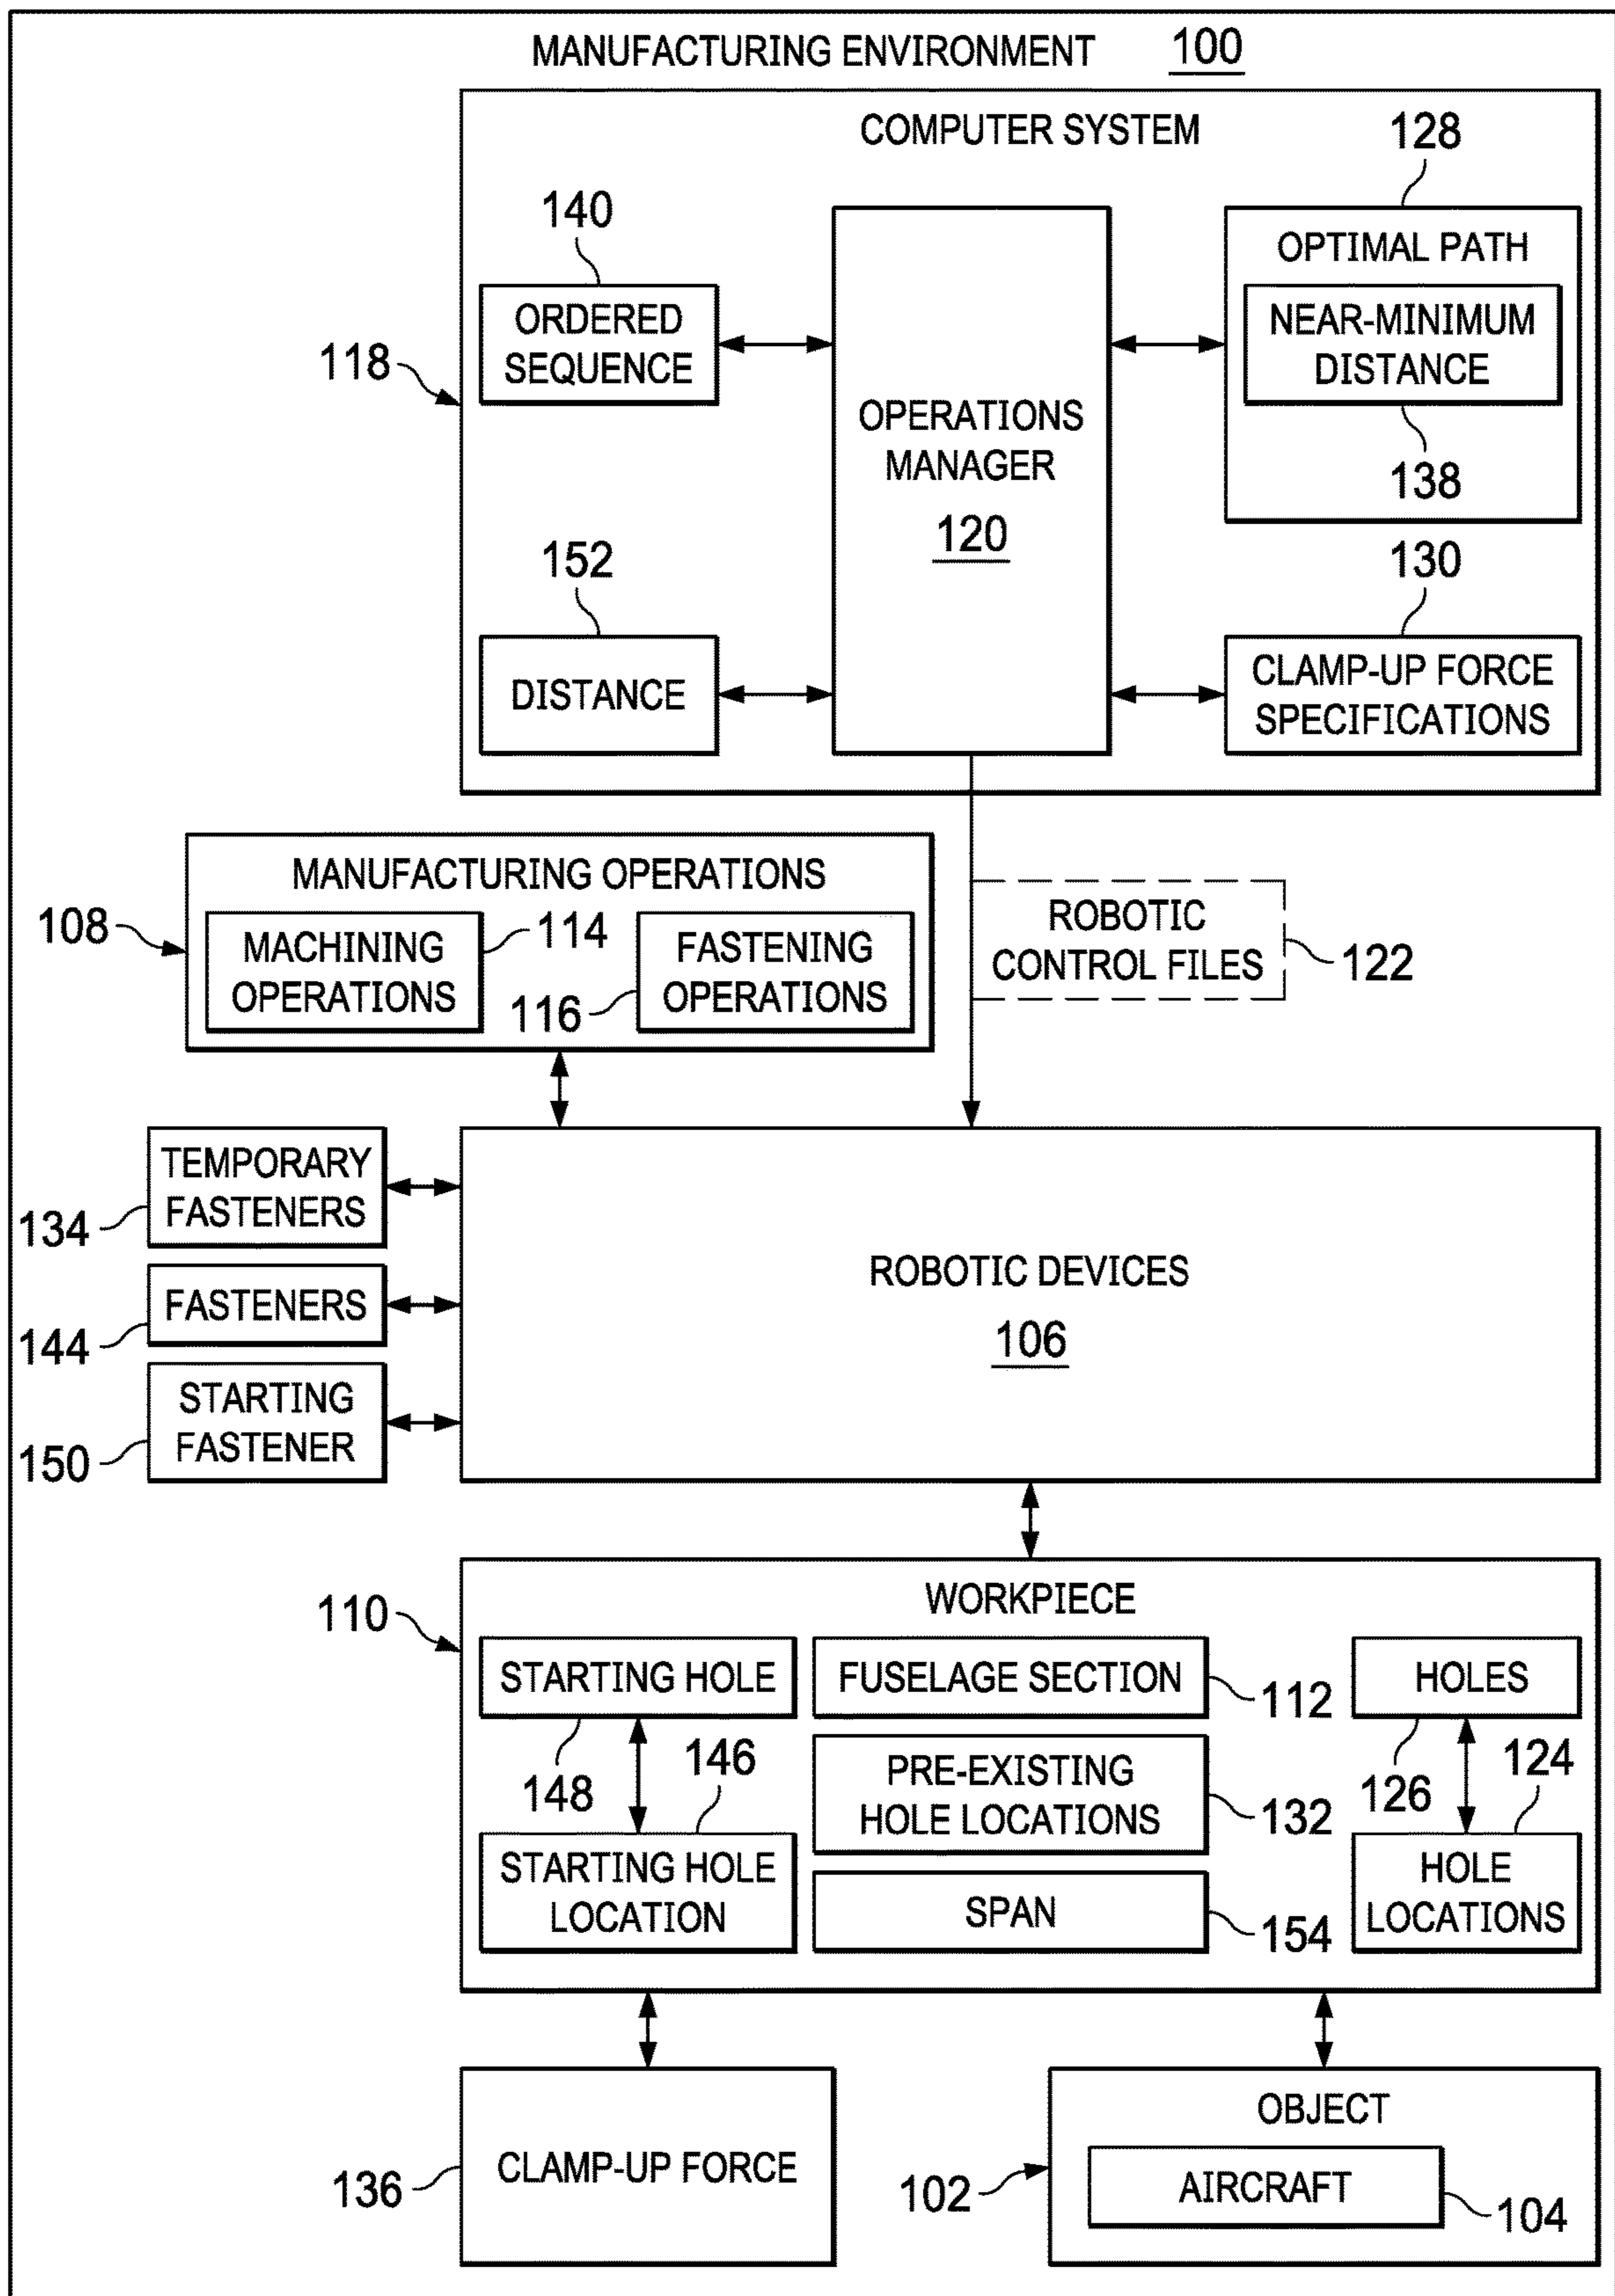 MANUFACTURING ENVIRONMENT 100
COMPUTER SYSTEM
128
140
OPTIMAL PATH
ORDERED
SEQUENCE
NEAR-MINIMUM
DISTANCE
118
OPERATIONS
MANAGER
138
120
152
130
DISTANCE
CLAMP-UP FORCE
SPECIFICATIONS
MANUFACTURING OPERATIONS
108
MACHINING
OPERATIONS
114
116
FASTENING
OPERATIONS
ROBOTIC
CONTROL FILES
122
TEMPORARY
FASTENERS
134
FASTENERS
144
STARTING
FASTENER
150
ROBOTIC DEVICES
106
WORKPIECE
110
STARTING HOLE
FUSELAGE SECTION
112
HOLES
148
146
PRE-EXISTING
HOLE LOCATIONS
132
126
124
STARTING HOLE
LOCATION
SPAN
154
HOLE
LOCATIONS
CLAMP-UP FORCE
136
OBJECT
102
AIRCRAFT
104